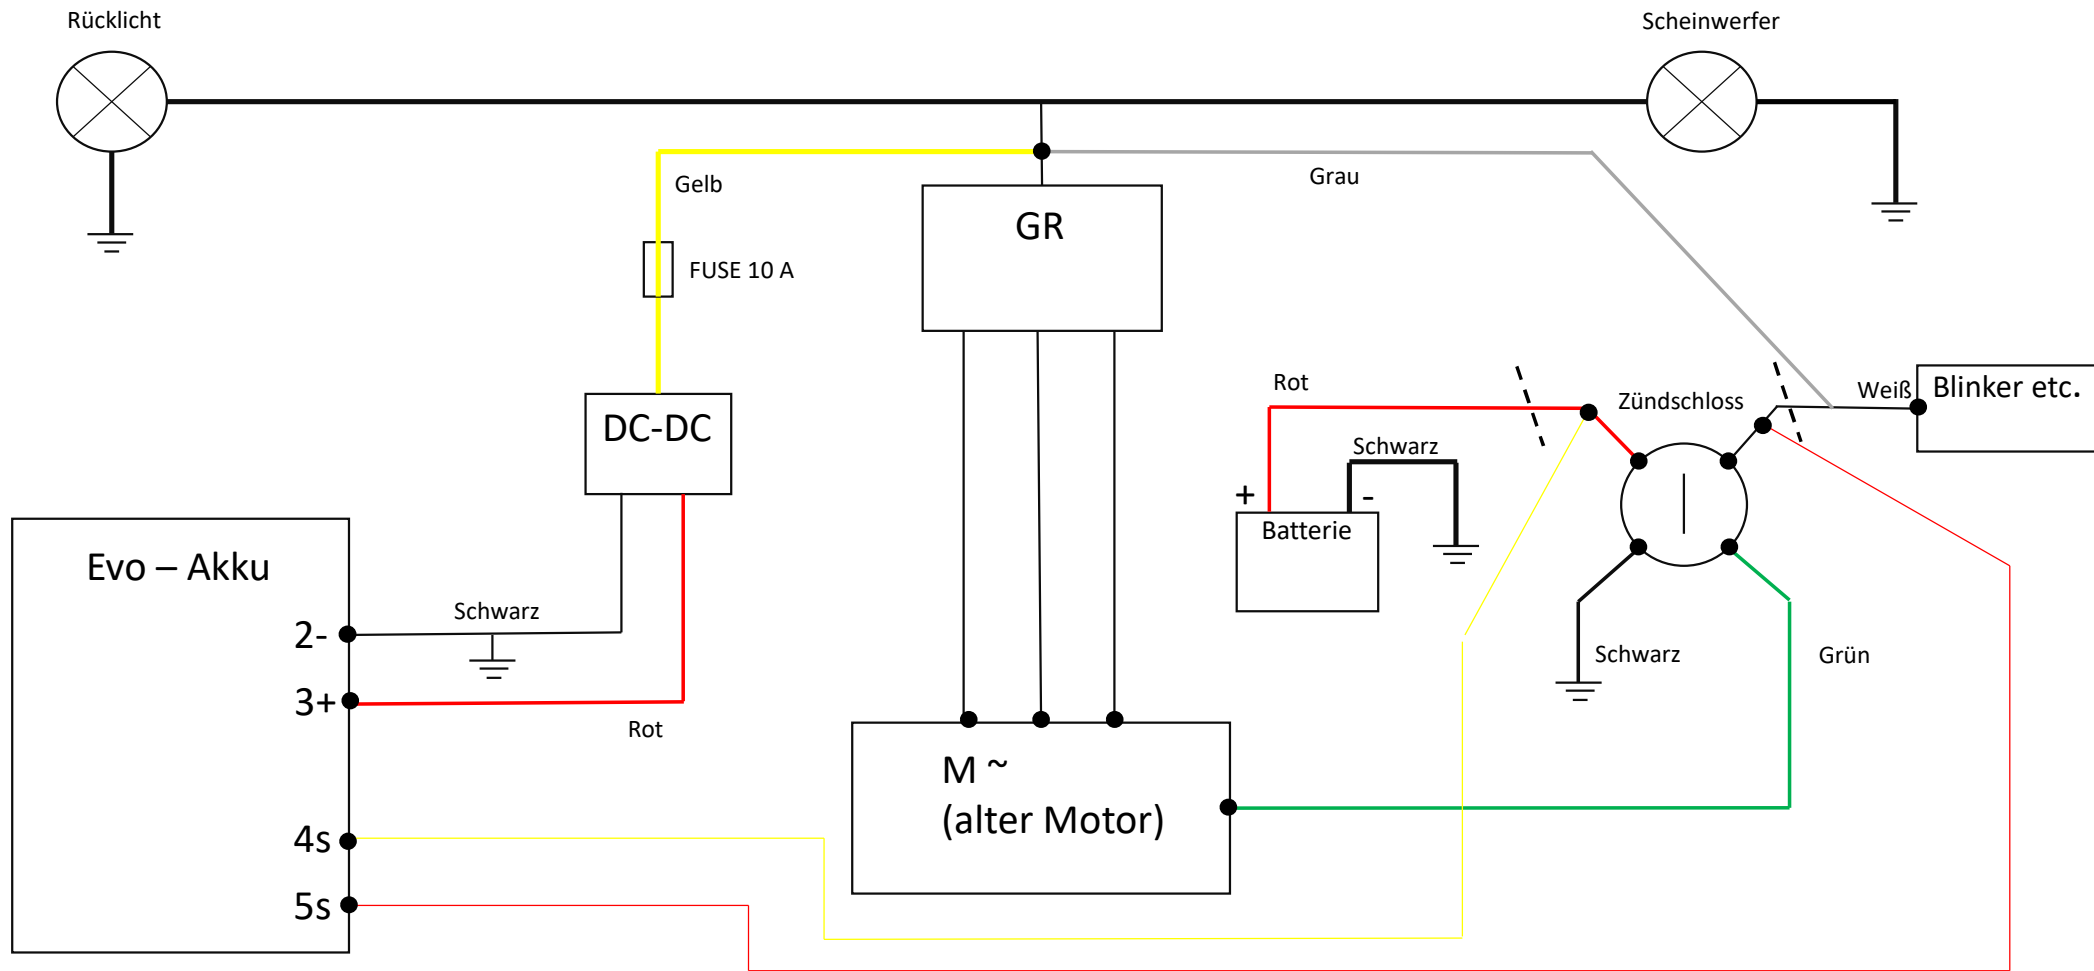 Rücklicht
Scheinwerfer
Gelb
Grau
GR
FUSE 10 A
Rot
Zündschloss
Weiß
Blinker etc.
DC-DC
Schwarz
+
-
Batterie
Evo – Akku
2-
Schwarz
3+
Rot
Schwarz
Grün
M ~
(alter Motor)
4s
5s